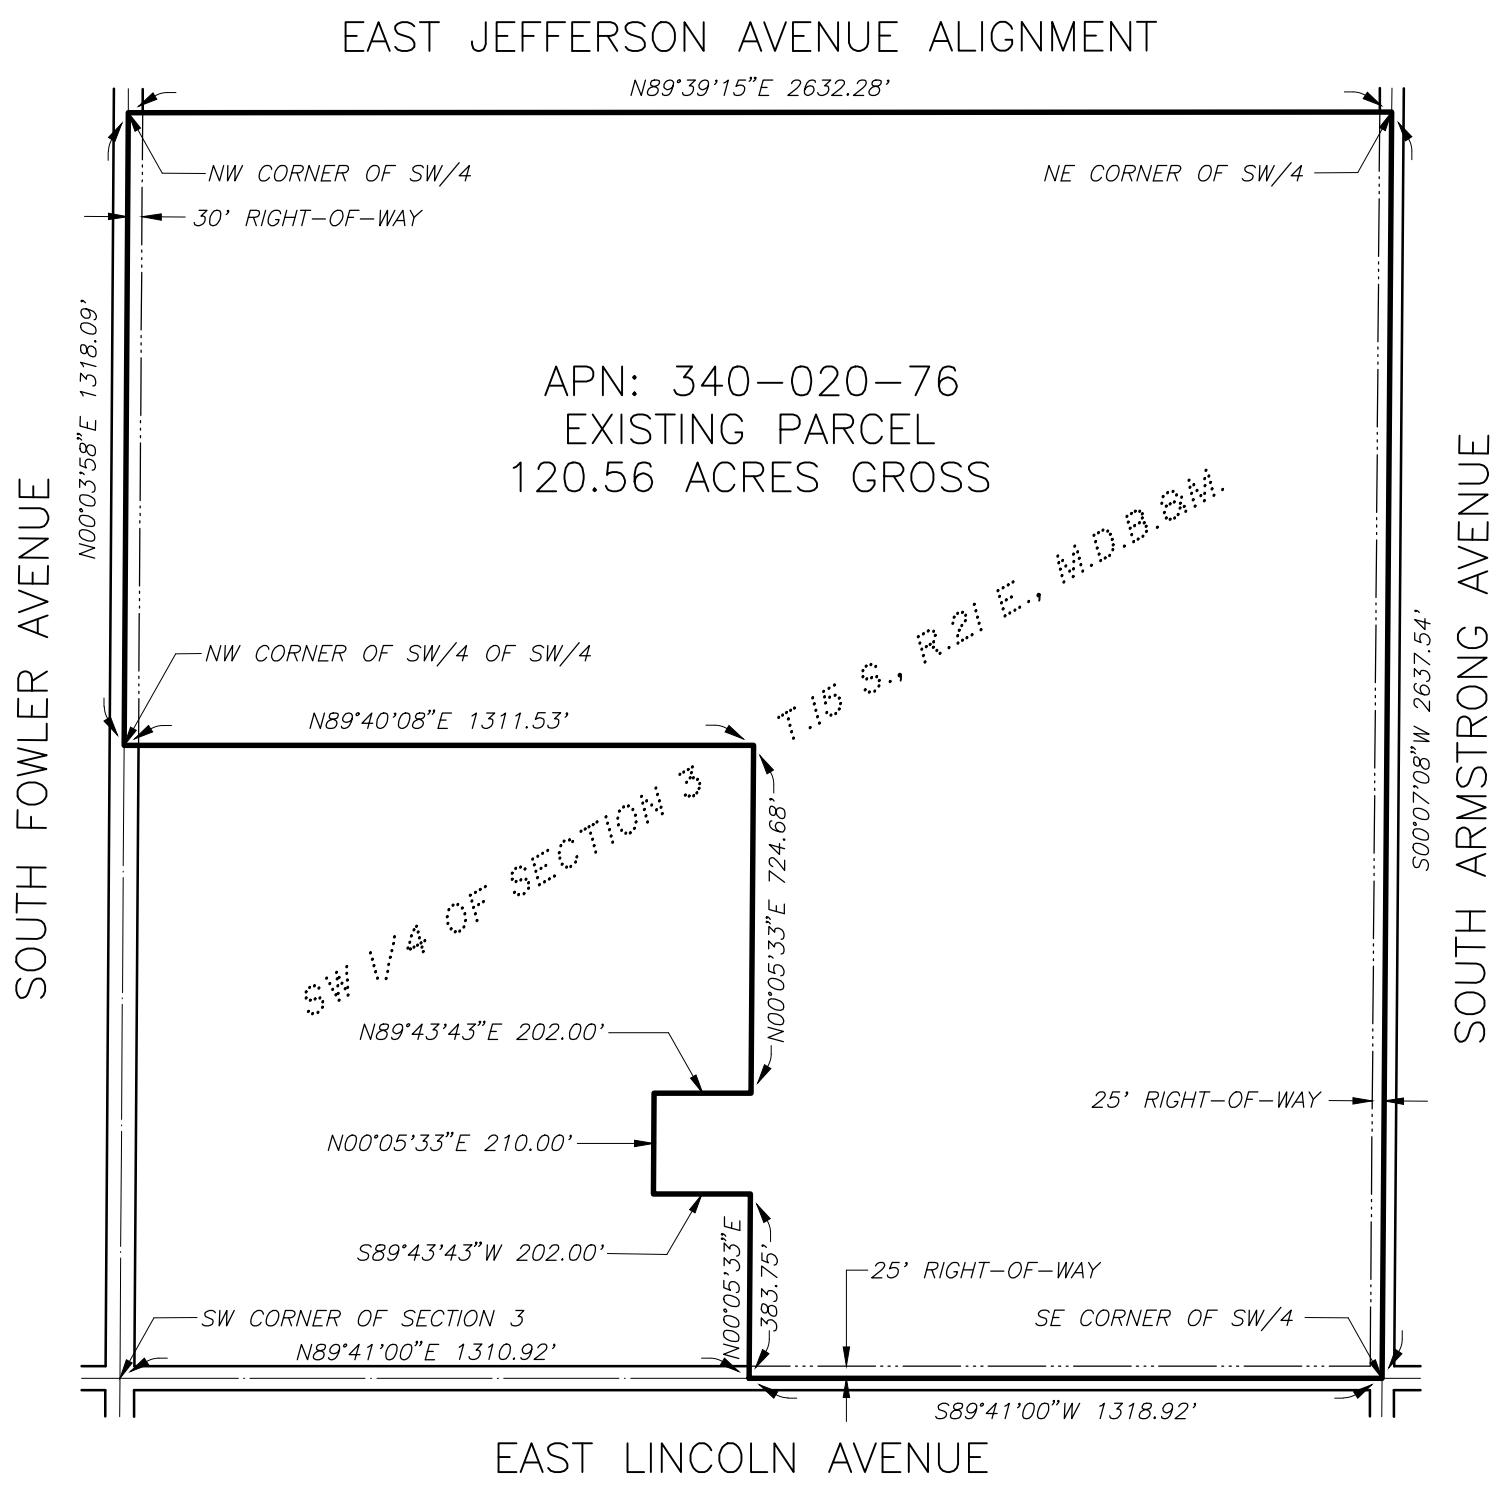 EAST JEFFERSON AVENUE ALIGNMENT
N89°39'15"E 2632.28'
NW CORNER OF SW/4
NE CORNER OF SW/4
30' RIGHT-OF-WAY
N00°03'58"E 1318.09'
APN: 340-020-76
EXISTING PARCEL
120.56 ACRES GROSS
SOUTH FOWLER AVENUE
SOUTH ARMSTRONG AVENUE
T.15 S., R.21 E., M.D.B.&M.
S00°07'08"W 2637.54'
NW CORNER OF SW/4 OF SW/4
N89°40'08"E 1311.53'
SW 1/4 OF SECTION 3
N00°05'33"E 724.68'
N89°43'43"E 202.00'
25' RIGHT-OF-WAY
N00°05'33"E 210.00'
S89°43'43"W 202.00'
N00°05'33"E
383.75'
25' RIGHT-OF-WAY
SW CORNER OF SECTION 3
SE CORNER OF SW/4
N89°41'00"E 1310.92'
S89°41'00"W 1318.92'
EAST LINCOLN AVENUE